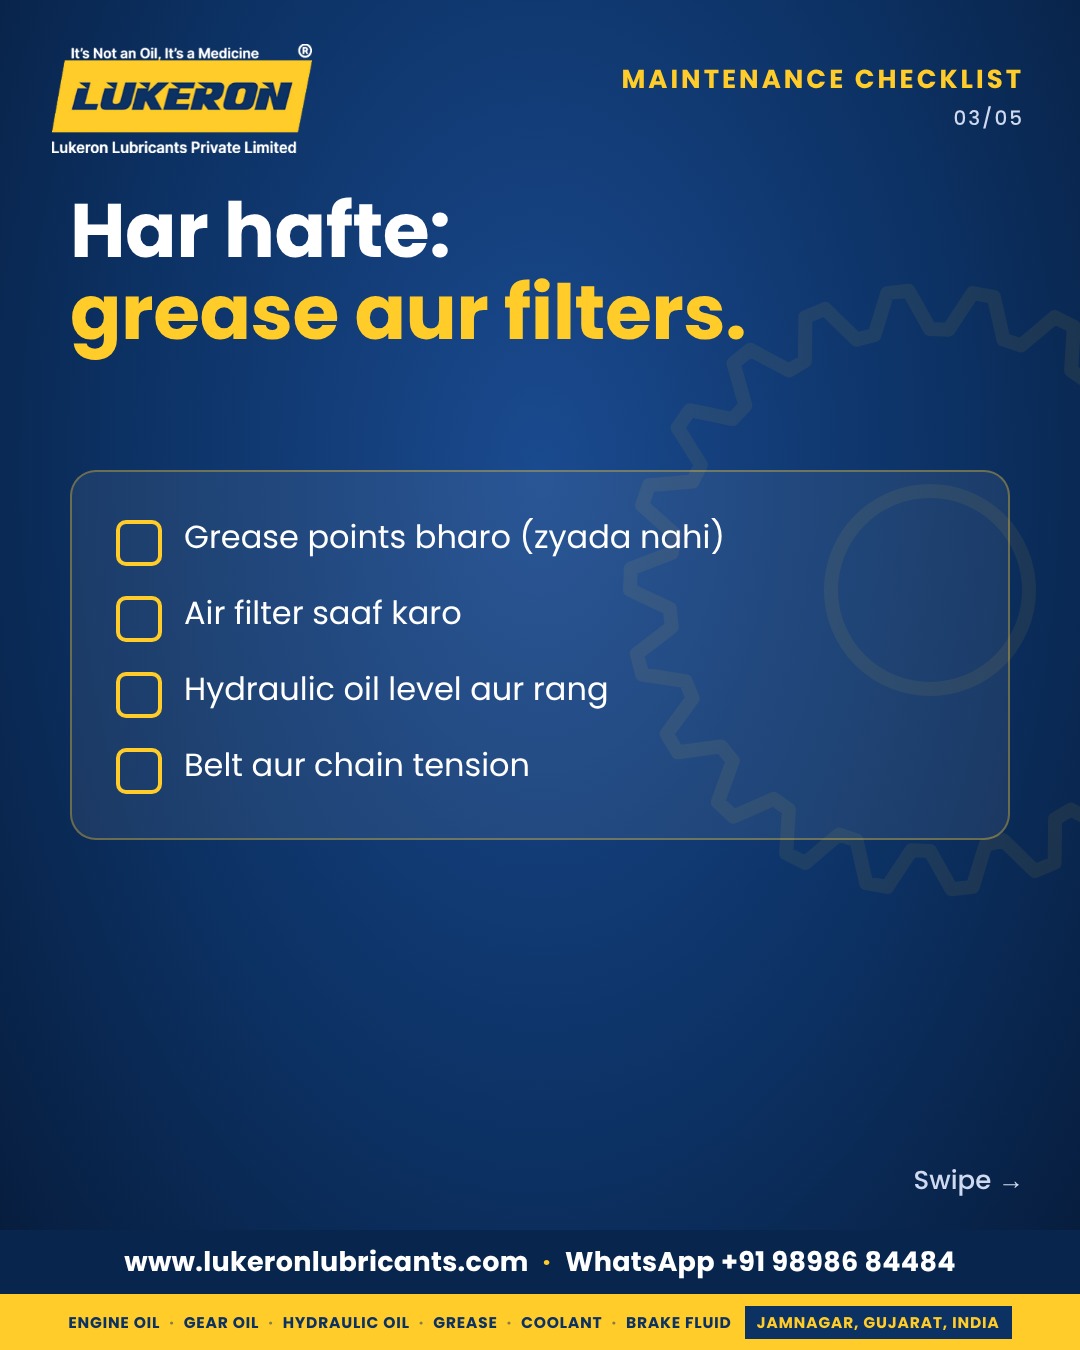 It's Not an Oil, It's a Medicine ®
LUKERON
Lukeron Lubricants Private Limited
MAINTENANCE CHECKLIST
03/05
Har hafte:
grease aur filters.
Grease points bharo (zyada nahi)
Air filter saaf karo
Hydraulic oil level aur rang
Belt aur chain tension
Swipe →
www.lukeronlubricants.com · WhatsApp +91 98986 84484
ENGINE OIL · GEAR OIL · HYDRAULIC OIL · GREASE · COOLANT · BRAKE FLUID JAMNAGAR, GUJARAT, INDIA